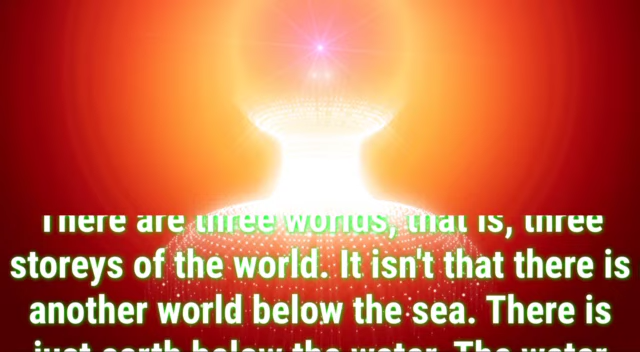 There are three worlds, that is, three
storeys of the world. It isn't that there is
another world below the sea. There is
just earth below the water. The water